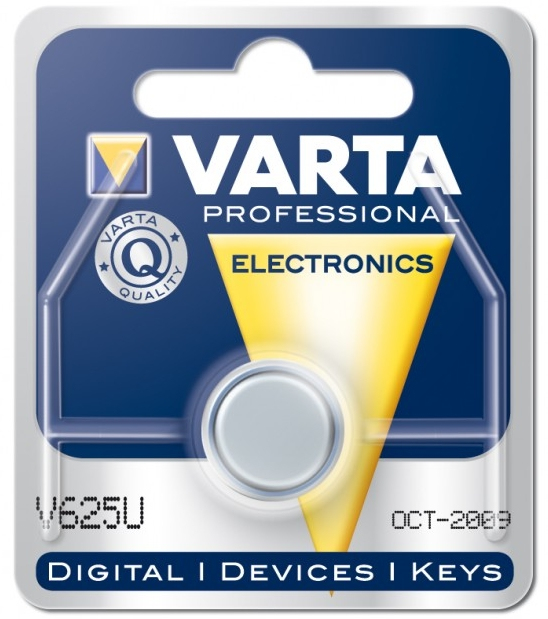 VARTA
PROFESSIONAL
VARTA
Q
QUALITY
ELECTRONICS
V625U
OCT-2009
DIGITAL | DEVICES | KEYS